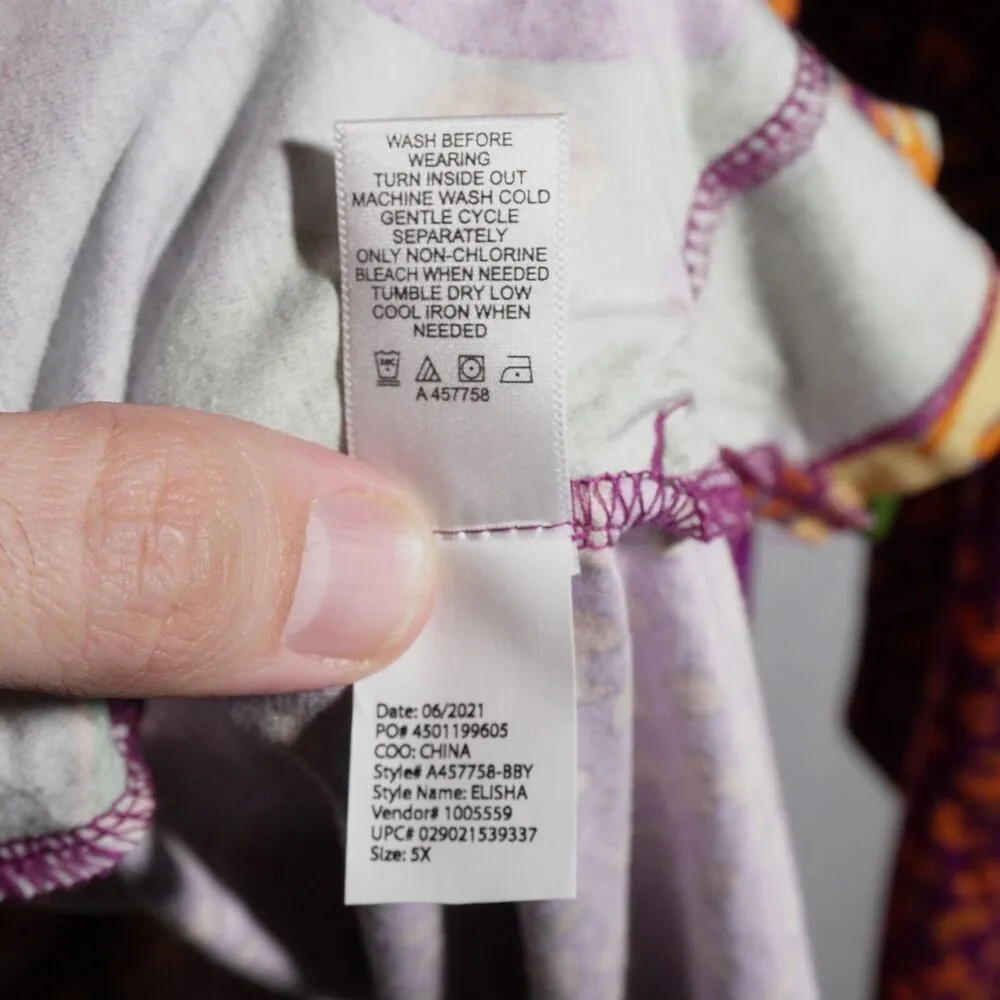 WASH BEFORE
WEARING
TURN INSIDE OUT
MACHINE WASH COLD
GENTLE CYCLE
SEPARATELY
ONLY NON-CHLORINE
BLEACH WHEN NEEDED
TUMBLE DRY LOW
COOL IRON WHEN
NEEDED
A 457758
Date: 06/2021
PO# 4501199605
COO: CHINA
Style# A457758-BBY
Style Name: ELISHA
Vendor# 1005559
UPC# 029021539337
Size: 5X